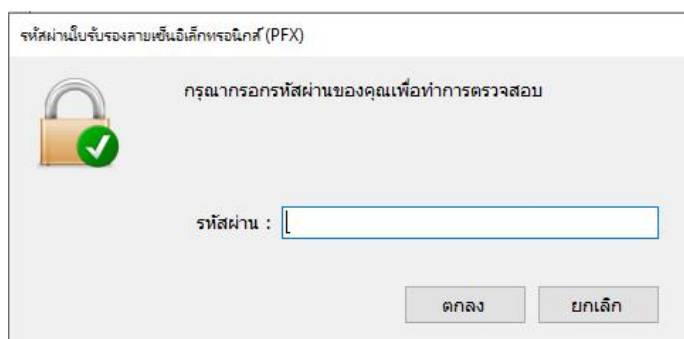 รหัสผ่านใบรับรองลายเซ็นอิเล็กทรอนิกส์ (PFX)
กรุณากรอกรหัสผ่านของคุณเพื่อทำการตรวจสอบ
รหัสผ่าน :
ตกลง ยกเลิก